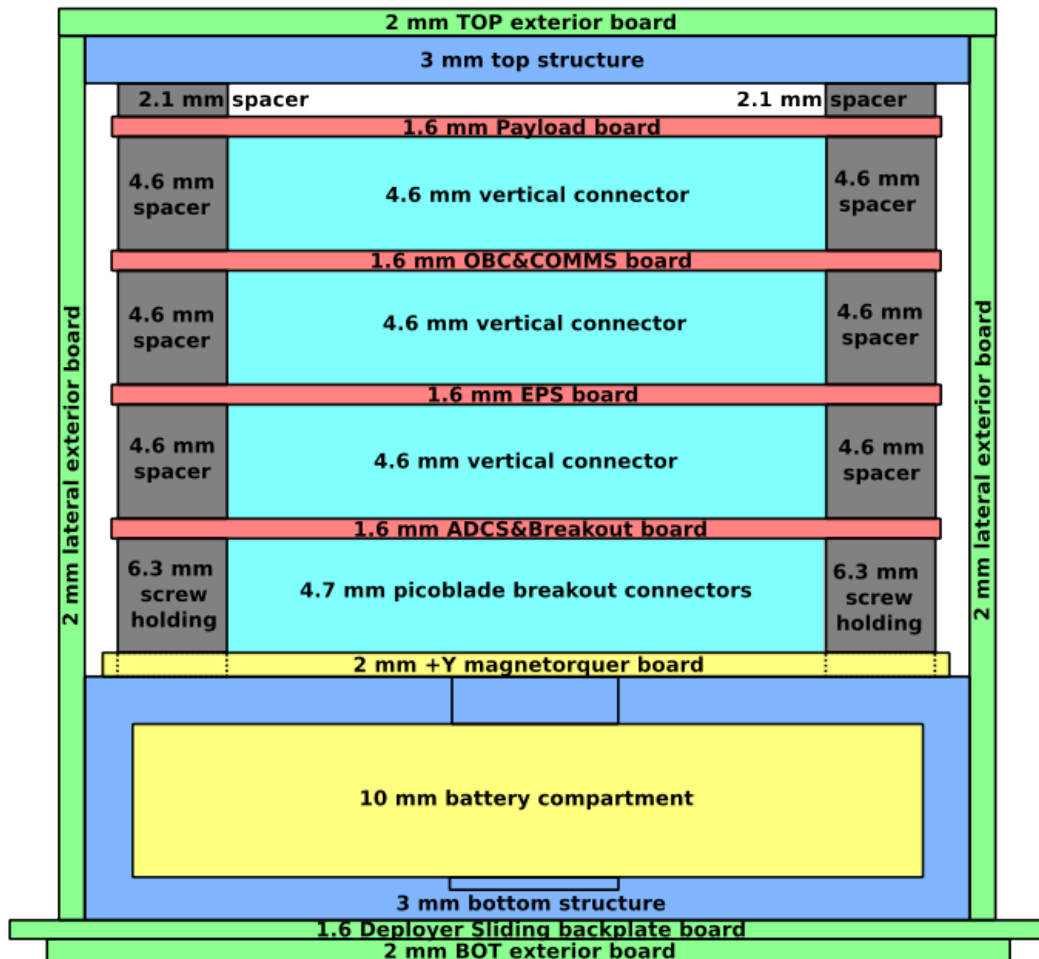 2 mm TOP exterior board
3 mm top structure
2.1 mm spacer
2.1 mm spacer
1.6 mm Payload board
4.6 mm
spacer
4.6 mm vertical connector
4.6 mm
spacer
1.6 mm OBC&COMMS board
4.6 mm
spacer
4.6 mm vertical connector
4.6 mm
spacer
1.6 mm EPS board
4.6 mm
spacer
4.6 mm vertical connector
4.6 mm
spacer
1.6 mm ADCS&Breakout board
6.3 mm
screw
holding
4.7 mm picoblade breakout connectors
6.3 mm
screw
holding
2 mm +Y magnetorquer board
10 mm battery compartment
3 mm bottom structure
1.6 Deployer Sliding backplate board
2 mm BOT exterior board
2 mm lateral exterior board
2 mm lateral exterior board